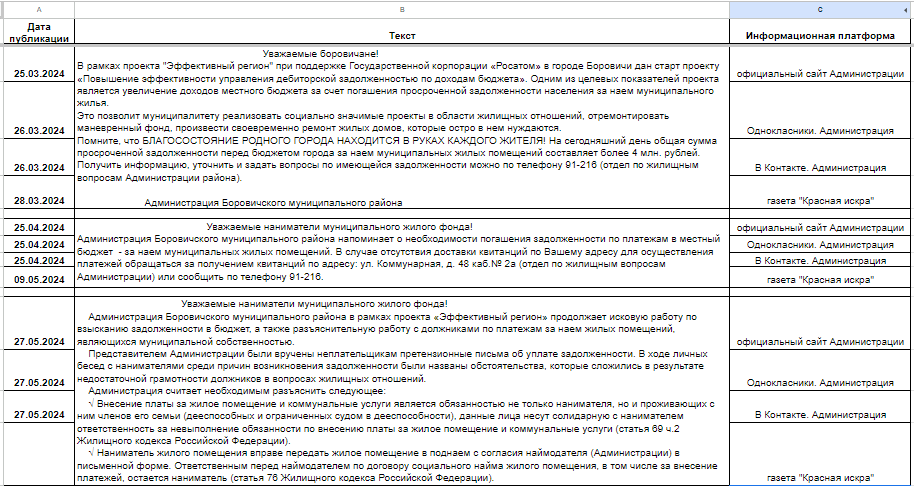 A B C
Дата публикации Текст Информационная платформа
Уважаемые боровичане!
В рамках проекта "Эффективный регион" при поддержке Государственной корпорации «Росатом» в городе Боровичи дан старт проекту
25.03.2024 официальный сайт Администрации
«Повышение эффективности управления дебиторской задолженностью по доходам бюджета». Одним из целевых показателей проекта
является увеличение доходов местного бюджета за счет погашения просроченной задолженности населения за наем муниципального
жилья.
Это позволит муниципалитету реализовать социально значимые проекты в области жилищных отношений, отремонтировать
маневренный фонд, произвести своевременно ремонт жилых домов, которые остро в нем нуждаются.
26.03.2024 Однокласники. Администрация
Помните, что БЛАГОСОСТОЯНИЕ РОДНОГО ГОРОДА НАХОДИТСЯ В РУКАХ КАЖДОГО ЖИТЕЛЯ! На сегодняшний день общая сумма
просроченной задолженности перед бюджетом города за наем муниципальных жилых помещений составляет более 4 млн. рублей.
Получить информацию, уточнить и задать вопросы по имеющейся задолженности можно по телефону 91-216 (отдел по жилищным
26.03.2024 В Контакте. Администрация
вопросам Администрации района).
28.03.2024 Администрация Боровичского муниципального района газета "Красная искра"
25.04.2024 Уважаемые наниматели муниципального жилого фонда! официальный сайт Администрации
Администрация Боровичского муниципального района напоминает о необходимости погашения задолженности по платежам в местный
25.04.2024 Однокласники. Администрация
бюджет - за наем муниципальных жилых помещений. В случае отсутствия доставки квитанций по Вашему адресу для осуществления
25.04.2024 В Контакте. Администрация
платежей обращаться за получением квитанций по адресу: ул. Коммунарная, д. 48 каб.№ 2а (отдел по жилищным вопросам
Администрации) или сообщить по телефону 91-216.
09.05.2024 газета "Красная искра"
Уважаемые наниматели муниципального жилого фонда!
Администрация Боровичского муниципального района в рамках проекта «Эффективный регион» продолжает исковую работу по
взысканию задолженности в бюджет, а также разъяснительную работу с должниками по платежам за наем жилых помещений,
являющихся муниципальной собственностью.
27.05.2024 официальный сайт Администрации
Представителем Администрации были вручены неплательщикам претензионные письма об уплате задолженности. В ходе личных
бесед с нанимателями среди причин возникновения задолженности были названы обстоятельства, которые сложились в результате
недостаточной грамотности должников в вопросах жилищных отношений.
27.05.2024 Однокласники. Администрация
Администрация считает необходимым разъяснить следующее:
√ Внесение платы за жилое помещение и коммунальные услуги является обязанностью не только нанимателя, но и проживающих с
ним членов его семьи (дееспособных и ограниченных судом в дееспособности), данные лица несут солидарную с нанимателем
27.05.2024 В Контакте. Администрация
ответственность за невыполнение обязанности по внесению платы за жилое помещение и коммунальные услуги (статья 69 ч.2
Жилищного кодекса Российской Федерации).
√ Наниматель жилого помещения вправе передать жилое помещение в поднаем с согласия наймодателя (Администрации) в
письменной форме. Ответственным перед наймодателем по договору социального найма жилого помещения, в том числе за внесение
платежей, остается наниматель (статья 76 Жилищного кодекса Российской Федерации).
газета "Красная искра"